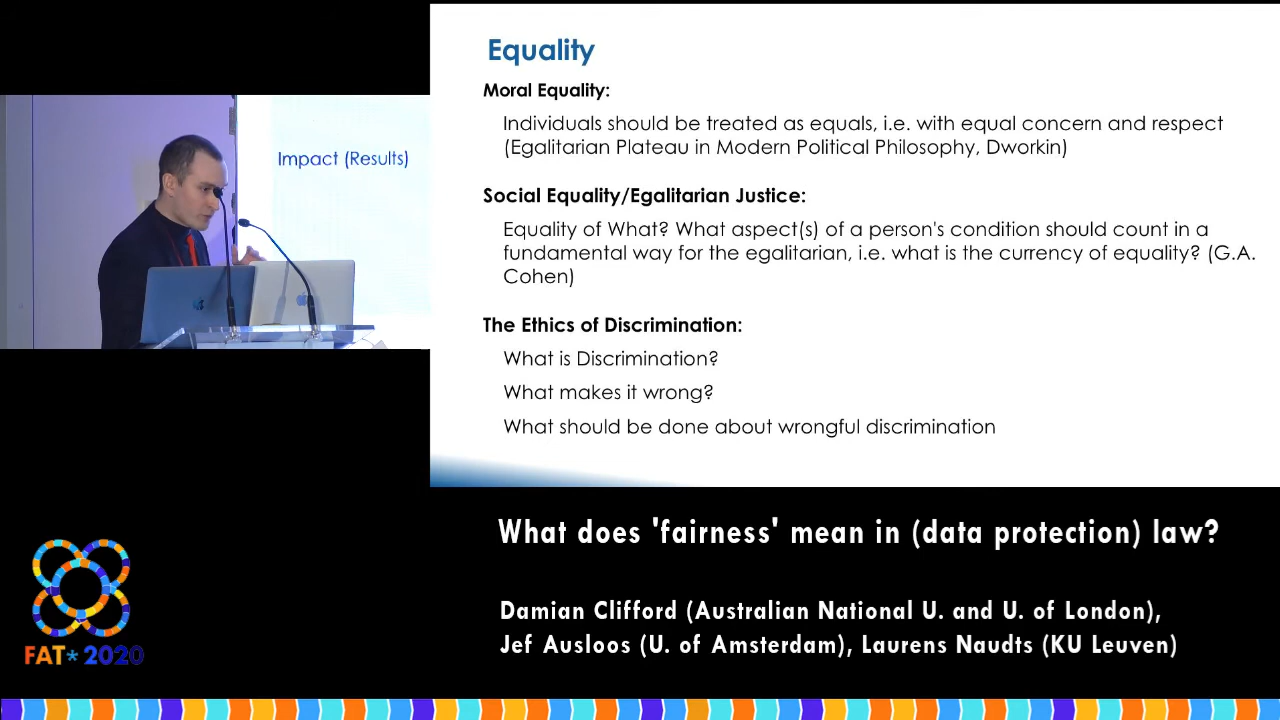 Equality
Moral Equality:
Individuals should be treated as equals, i.e. with equal concern and respect
(Egalitarian Plateau in Modern Political Philosophy, Dworkin)
Impact (Results)
Social Equality/Egalitarian Justice:
Equality of What? What aspect(s) of a person's condition should count in a
fundamental way for the egalitarian, i.e. what is the currency of equality? (G.A.
Cohen)
The Ethics of Discrimination:
What is Discrimination?
What makes it wrong?
What should be done about wrongful discrimination
What does 'fairness' mean in (data protection) law?
Damian Clifford (Australian National U. and U. of London),
Jef Ausloos (U. of Amsterdam), Laurens Naudts (KU Leuven)
FAT* 2020